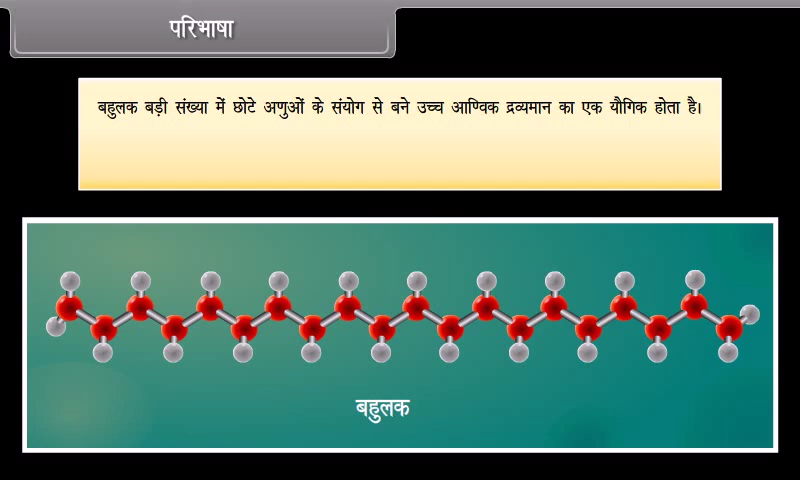 परिभाषा
बहुलक बड़ी संख्या में छोटे अणुओं के संयोग से बने उच्च आण्विक द्रव्यमान का एक यौगिक होता है।
बहुलक